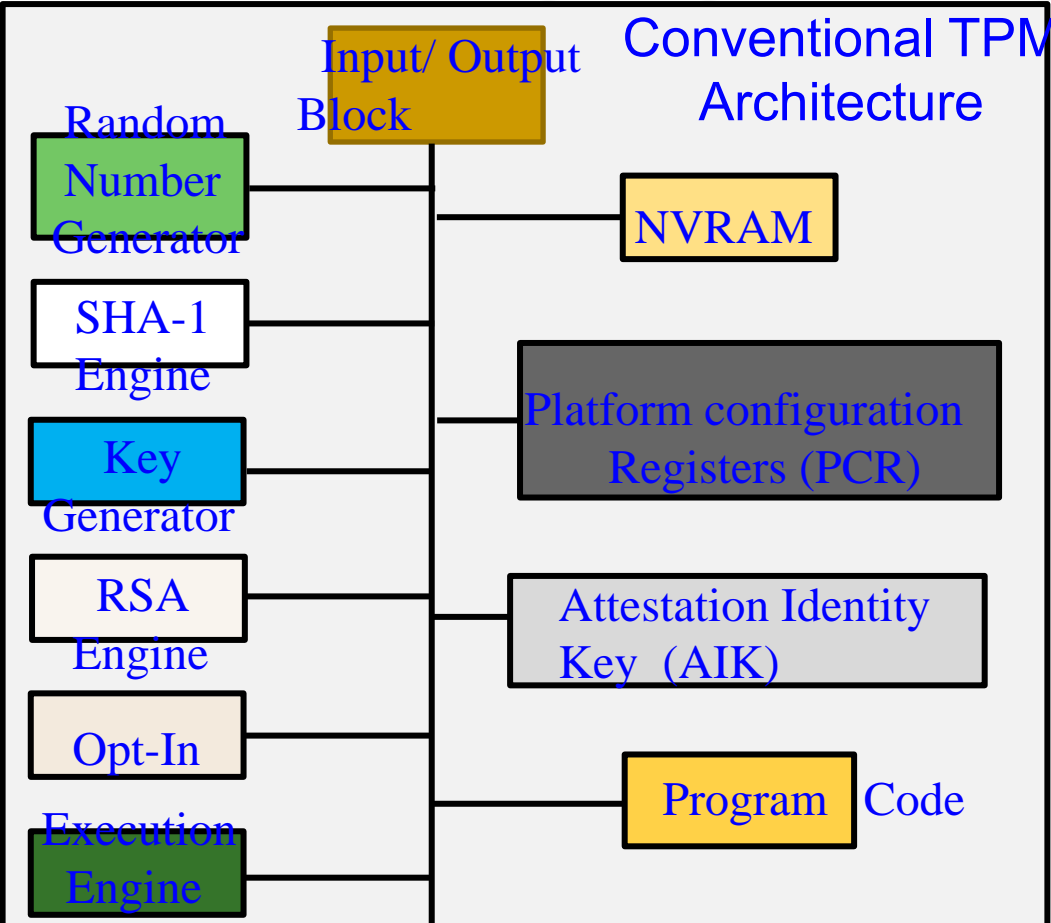 Conventional TPM
Architecture
Input/ Output
Block
Random
Number
Generator
NVRAM
SHA-1
Engine
Platform configuration
Registers (PCR)
Key
Generator
RSA
Engine
Attestation Identity
Key (AIK)
Opt-In
Program Code
Execution
Engine